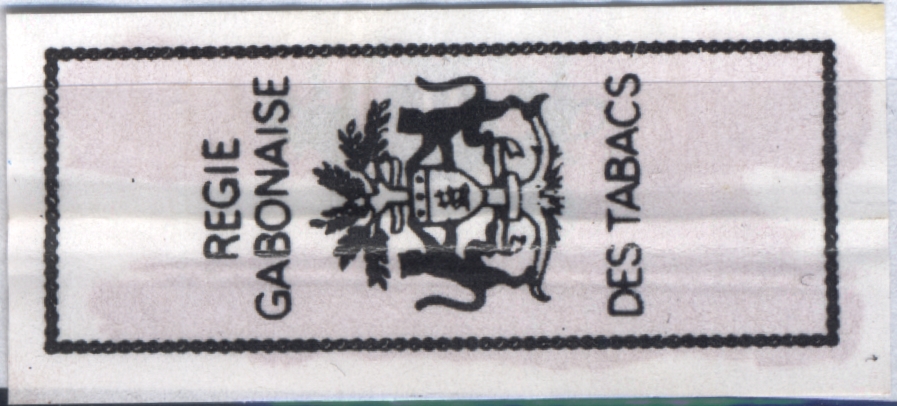 REGIE
GABONAISE
DES TABACS